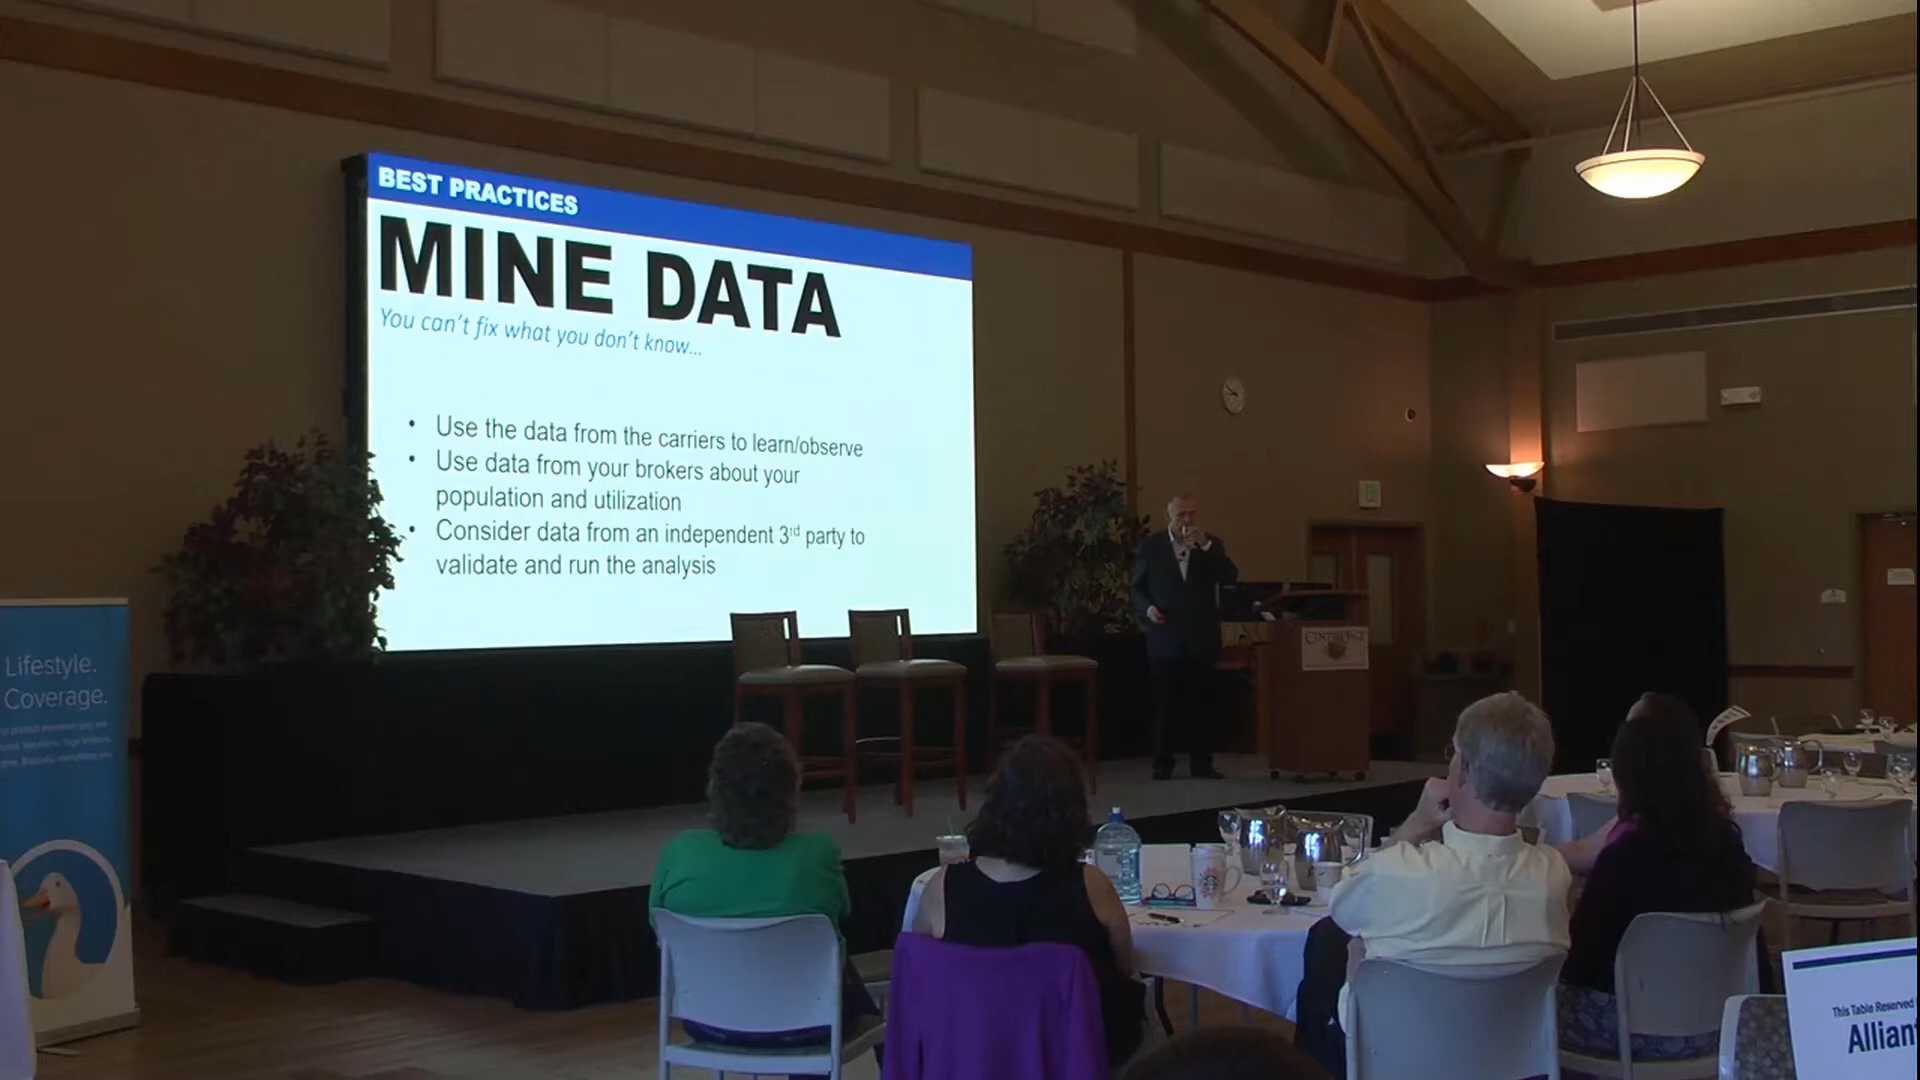 BEST PRACTICES
MINE DATA
You can't fix what you don't know...
• Use the data from the carriers to learn/observe
• Use data from your brokers about your
population and utilization
• Consider data from an independent 3rd party to
validate and run the analysis
Lifestyle.
Coverage.
This Table Reserved
Allian